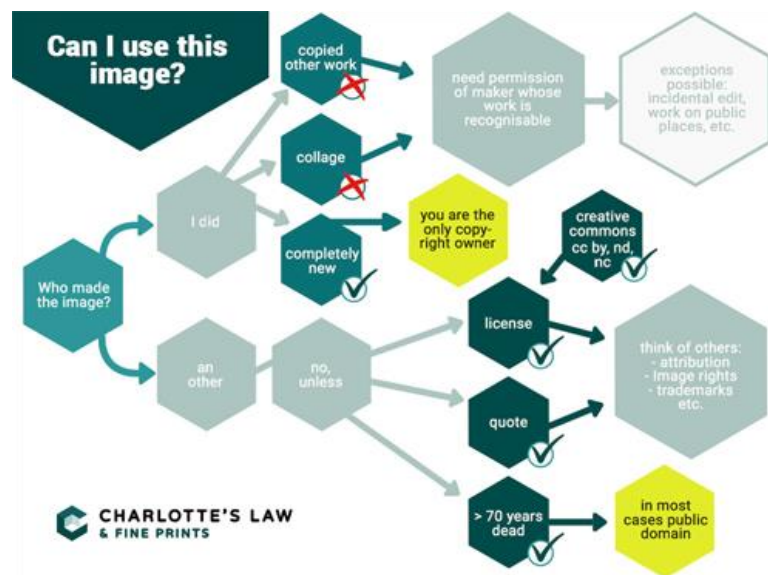 Can I use this
image?
copied
other work
need permission
of maker whose
work is
recognisable
exceptions
possible:
incidental edit,
work on public
places, etc.
collage
I did
you are the
only copy-
right owner
creative
commons
cc by, nd,
nc
completely
new
Who made
the image?
license
think of others:
- attribution
- Image rights
- trademarks
etc.
an
other
no,
unless
quote
> 70 years
dead
in most
cases public
domain
CHARLOTTE'S LAW
& FINE PRINTS